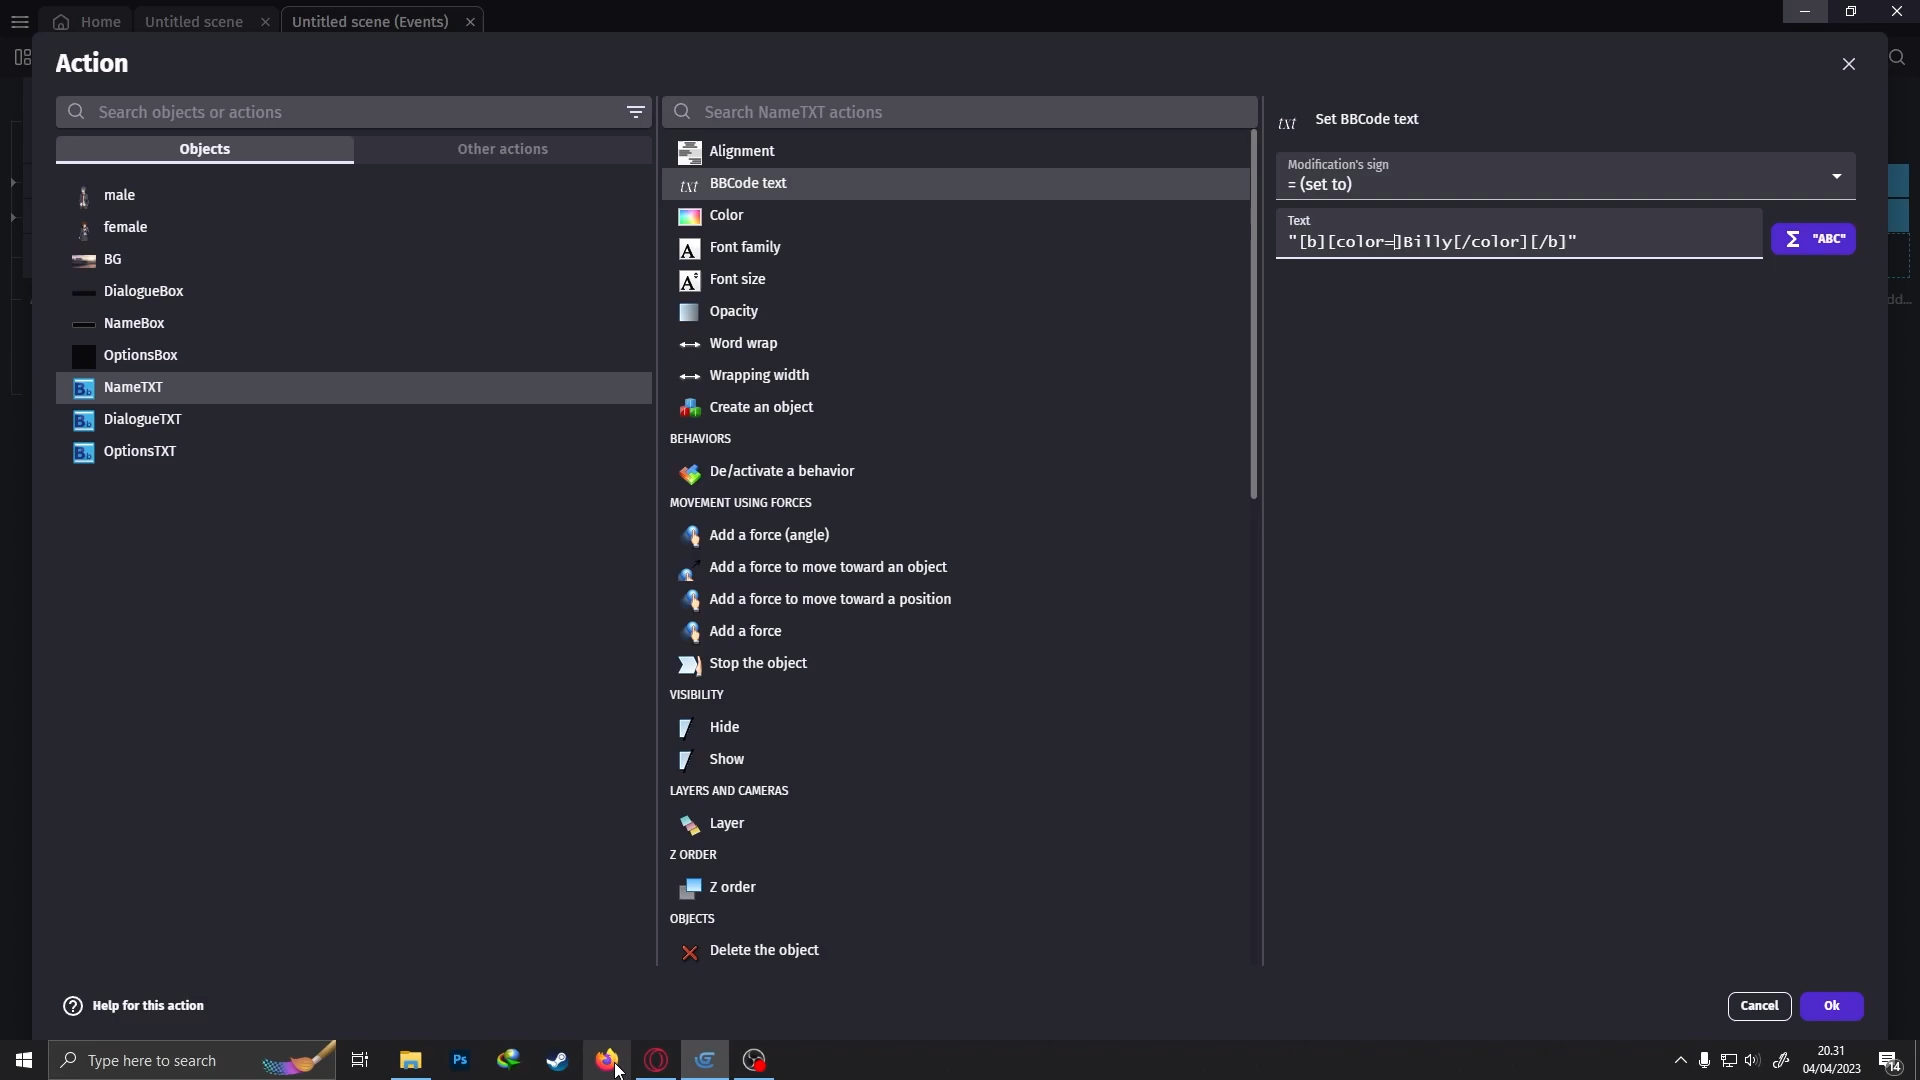 Home
Untitled scene
Untitled scene (Events)
Action
Search objects or actions
Objects
Other actions
male
female
BG
DialogueBox
NameBox
OptionsBox
NameTXT
DialogueTXT
OptionsTXT
Search NameTXT actions
Alignment
txt BBCode text
Color
Font family
Font size
Opacity
Word wrap
Wrapping width
Create an object
BEHAVIORS
De/activate a behavior
MOVEMENT USING FORCES
Add a force (angle)
Add a force to move toward an object
Add a force to move toward a position
Add a force
Stop the object
VISIBILITY
Hide
Show
LAYERS AND CAMERAS
Layer
Z ORDER
Z order
OBJECTS
Delete the object
txt Set BBCode text
Modification's sign
= (set to)
Text
"[b][color=]Billy[/color][/b]"
Σ "ABC"
dd...
Help for this action
Cancel
Ok
Type here to search
Ps
20.31
04/04/2023
14